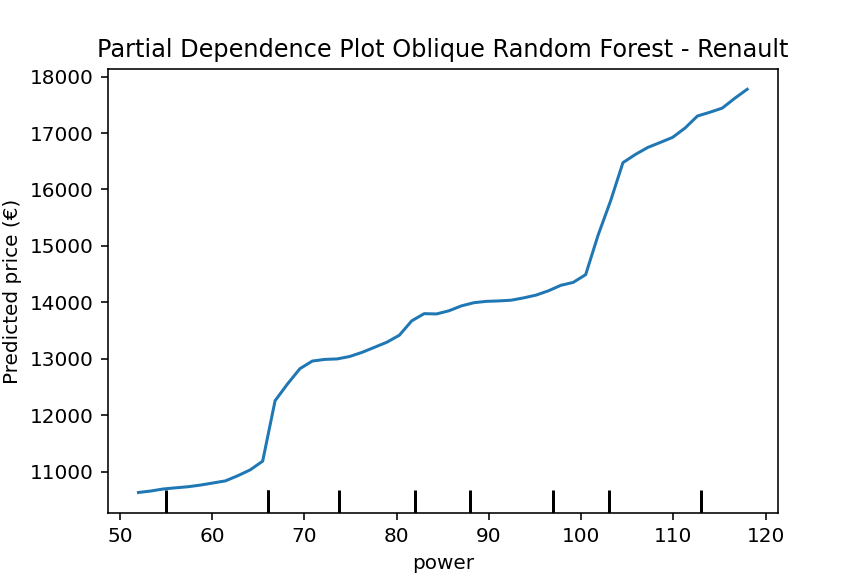 Partial Dependence Plot Oblique Random Forest - Renault
18000
17000
16000
15000
14000
13000
12000
11000
Predicted price (€)
50 60 70 80 90 100 110 120
power